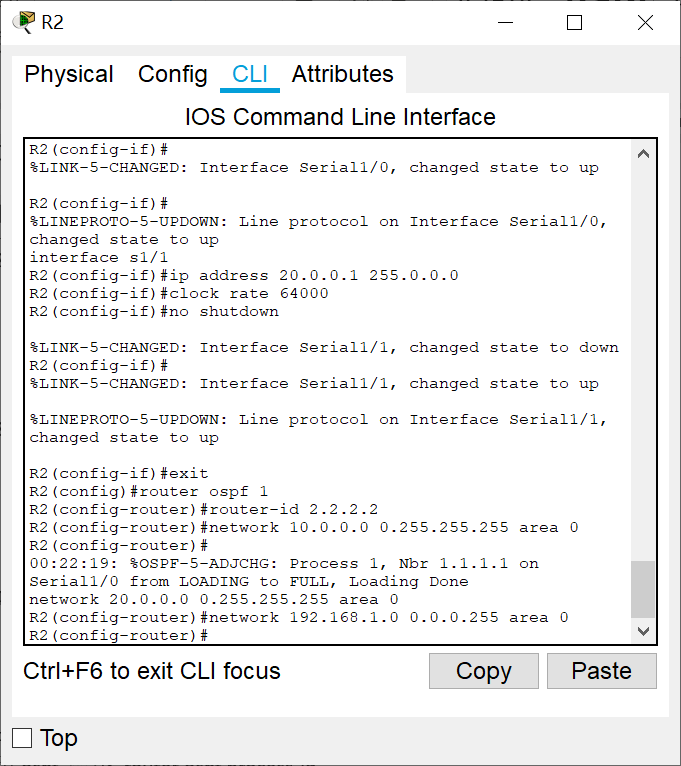 R2
Physical Config CLI Attributes
IOS Command Line Interface
R2(config-if)#
%LINK-5-CHANGED: Interface Serial1/0, changed state to up
R2(config-if)#
%LINEPROTO-5-UPDOWN: Line protocol on Interface Serial1/0,
changed state to up
interface s1/1
R2(config-if)#ip address 20.0.0.1 255.0.0.0
R2(config-if)#clock rate 64000
R2(config-if)#no shutdown
%LINK-5-CHANGED: Interface Serial1/1, changed state to down
R2(config-if)#
%LINK-5-CHANGED: Interface Serial1/1, changed state to up
%LINEPROTO-5-UPDOWN: Line protocol on Interface Serial1/1,
changed state to up
R2(config-if)#exit
R2(config)#router ospf 1
R2(config-router)#router-id 2.2.2.2
R2(config-router)#network 10.0.0.0 0.255.255.255 area 0
R2(config-router)#
00:22:19: %OSPF-5-ADJCHG: Process 1, Nbr 1.1.1.1 on
Serial1/0 from LOADING to FULL, Loading Done
network 20.0.0.0 0.255.255.255 area 0
R2(config-router)#network 192.168.1.0 0.0.0.255 area 0
R2(config-router)#
Ctrl+F6 to exit CLI focus
Copy Paste
Top